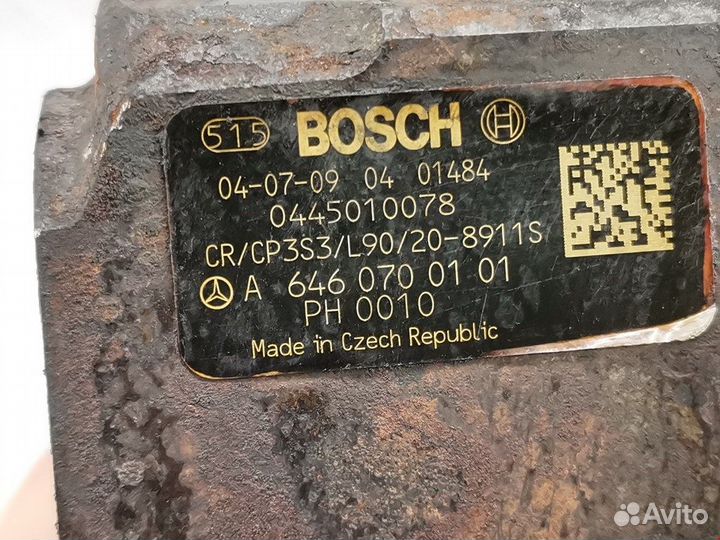 515 BOSCH
04-07-09 04 01484
0445010078
CR/CP3S3/L90/20-8911S
A 646 070 01 01
PH 0010
Made in Czech Republic
Avito